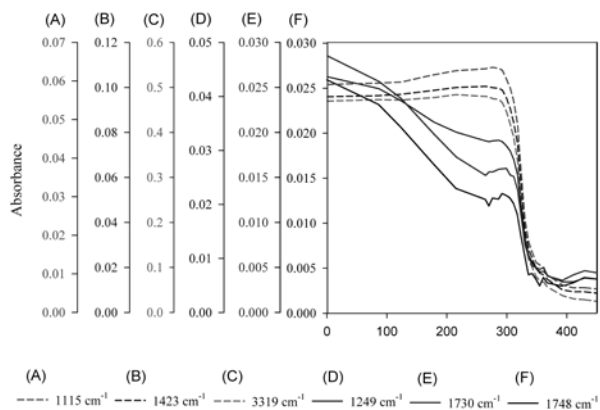 (A) (B) (C) (D) (E) (F)
0.07 0.12 0.6 0.05 0.030 0.030
0.06 0.10 0.5 0.04 0.025 0.025
0.05 0.08 0.4 0.03 0.020 0.020
0.04 0.06 0.3 0.02 0.015 0.015
0.03 0.04 0.2 0.01 0.010 0.010
0.02 0.02 0.1 0.00 0.005 0.005
0.01 0.00 0.0 0.000 0.000
0.00
Absorbance
0 100 200 300 400
(A) (B) (C) (D) (E) (F)
1115 cm⁻¹ 1423 cm⁻¹ 3319 cm⁻¹ 1249 cm⁻¹ 1730 cm⁻¹ 1748 cm⁻¹